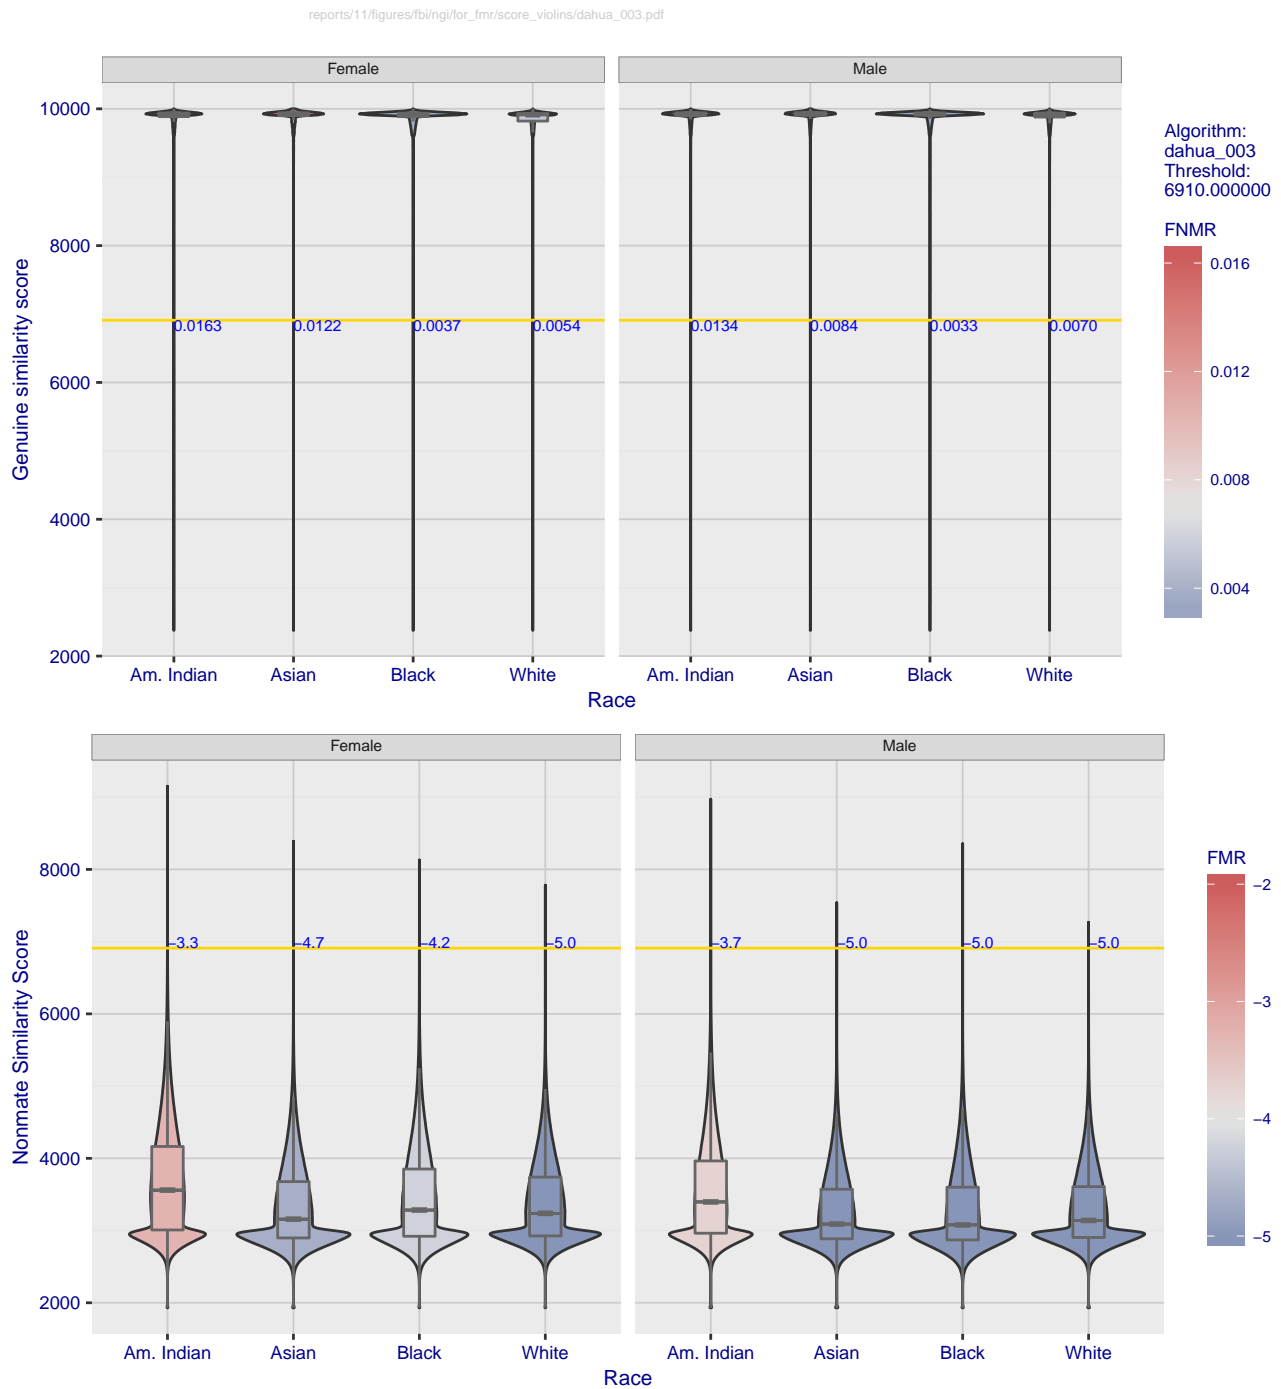 reports/11/figures/fbi/ngi/for_fmr/score_violins/dahua_003.pdf
Female
Male
Genuine similarity score
10000
8000
6000
4000
2000
0.0163
0.0122
0.0037
0.0054
0.0134
0.0084
0.0033
0.0070
Am. Indian
Asian
Black
White
Am. Indian
Asian
Black
White
Race
Algorithm:
dahua_003
Threshold:
6910.000000
FNMR
0.016
0.012
0.008
0.004
Female
Male
Nonmate Similarity Score
8000
6000
4000
2000
−3.3
−4.7
−4.2
−5.0
−3.7
−5.0
−5.0
−5.0
Am. Indian
Asian
Black
White
Am. Indian
Asian
Black
White
Race
FMR
−2
−3
−4
−5